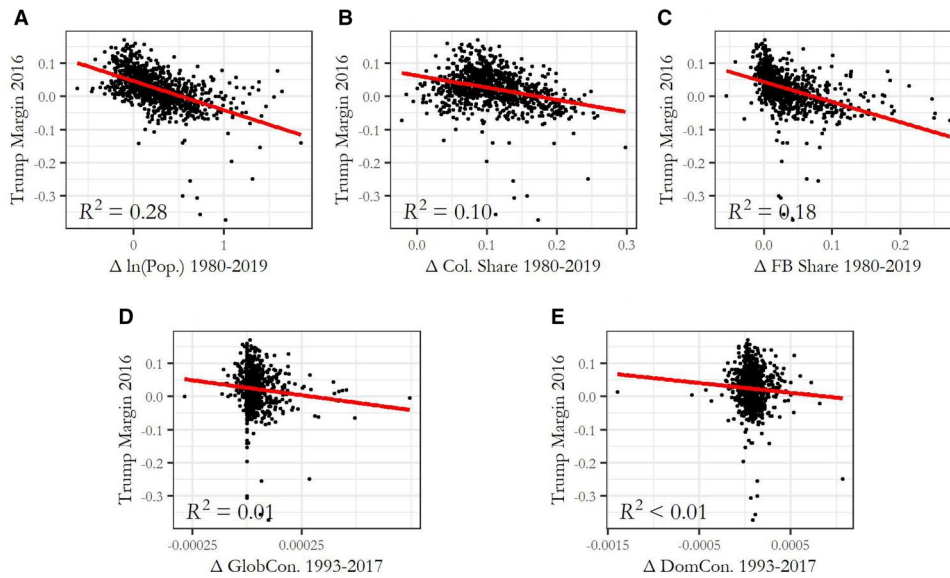 A
Trump Margin 2016
0.1
0.0
-0.1
-0.2
-0.3
R² = 0.28
0 1
Δ ln(Pop.) 1980-2019
B
Trump Margin 2016
0.1
0.0
-0.1
-0.2
-0.3
R² = 0.10
0.0 0.1 0.2 0.3
Δ Col. Share 1980-2019
C
Trump Margin 2016
0.1
0.0
-0.1
-0.2
-0.3
R² = 0.18
0.0 0.1 0.2
Δ FB Share 1980-2019
D
Trump Margin 2016
0.1
0.0
-0.1
-0.2
-0.3
R² = 0.01
-0.00025 0.00025
Δ GlobCon. 1993-2017
E
Trump Margin 2016
0.1
0.0
-0.1
-0.2
-0.3
R² < 0.01
-0.0015 -0.0005 0.0005
Δ DomCon. 1993-2017